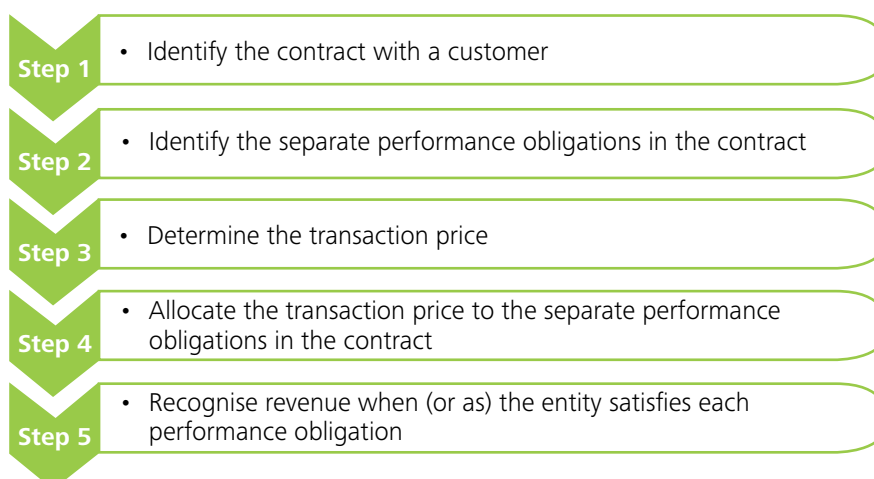 Step 1
• Identify the contract with a customer
Step 2
• Identify the separate performance obligations in the contract
Step 3
• Determine the transaction price
Step 4
• Allocate the transaction price to the separate performance
obligations in the contract
Step 5
• Recognise revenue when (or as) the entity satisfies each
performance obligation